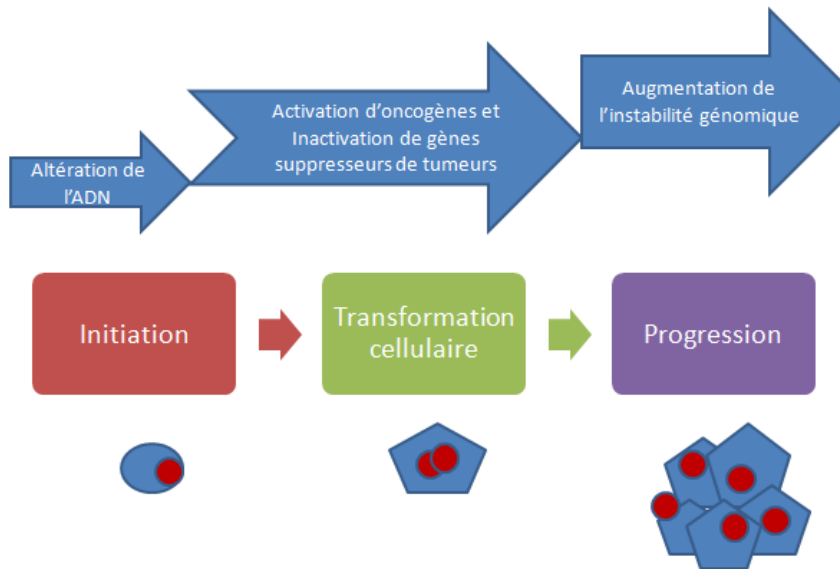 Altération de
l'ADN
Activation d'oncogènes et
Inactivation de gènes
suppresseurs de tumeurs
Augmentation de
l'instabilité génomique
Initiation
Transformation
cellulaire
Progression